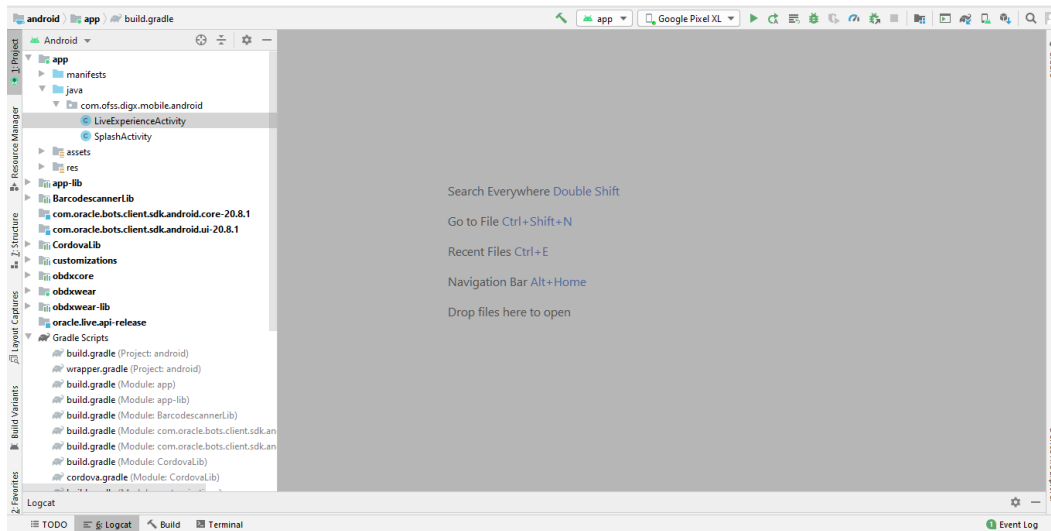 android app build.gradle
app Google Pixel XL
1: Project
Android
app
manifests
java
com.ofss.digx.mobile.android
LiveExperienceActivity
SplashActivity
assets
res
app-lib
BarcodescannerLib
com.oracle.bots.client.sdk.android.core-20.8.1
com.oracle.bots.client.sdk.android.ui-20.8.1
CordovaLib
customizations
obdxcore
obdxwear
obdxwear-lib
oracle.live.api-release
Gradle Scripts
build.gradle (Project: android)
wrapper.gradle (Project: android)
build.gradle (Module: app)
build.gradle (Module: app-lib)
build.gradle (Module: BarcodescannerLib)
build.gradle (Module: com.oracle.bots.client.sdk.an
build.gradle (Module: com.oracle.bots.client.sdk.an
build.gradle (Module: CordovaLib)
cordova.gradle (Module: CordovaLib)
Resource Manager
Z: Structure
Layout Captures
Build Variants
2: Favorites
Search Everywhere Double Shift
Go to File Ctrl+Shift+N
Recent Files Ctrl+E
Navigation Bar Alt+Home
Drop files here to open
Logcat
TODO 6: Logcat Build Terminal
1 Event Log